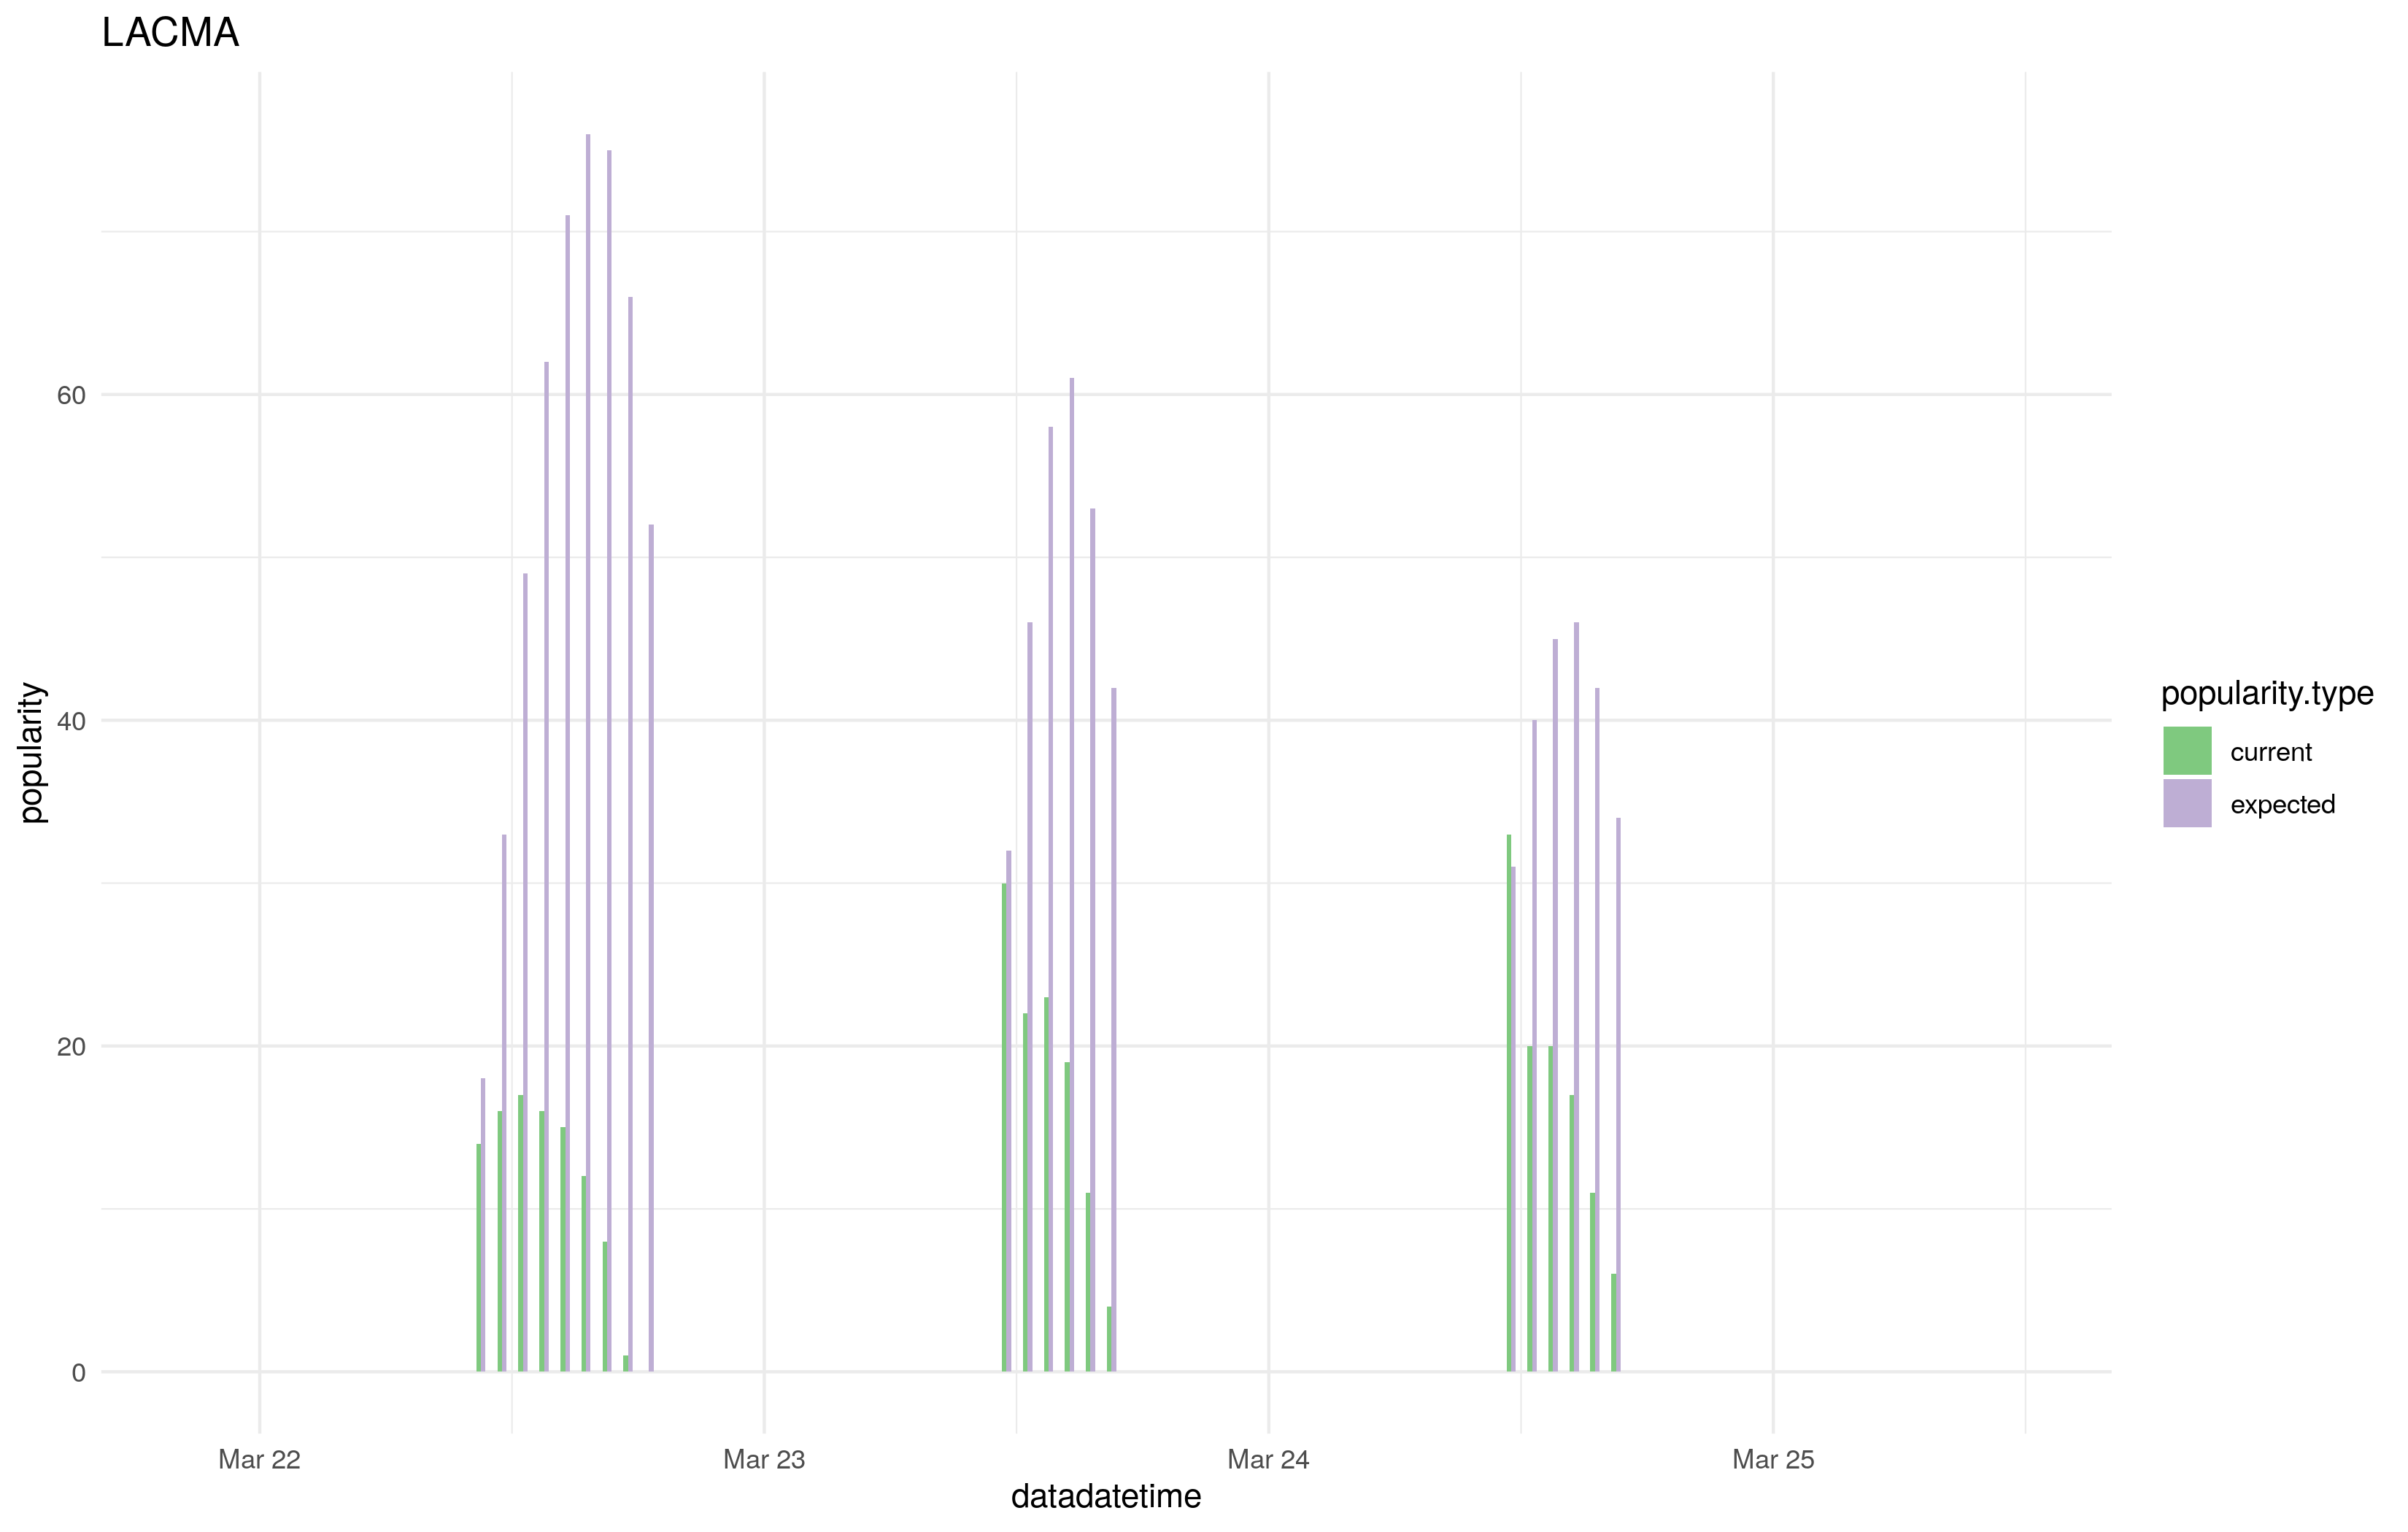 LACMA
60
40
20
0
popularity
Mar 22 Mar 23 Mar 24 Mar 25
datadatetime
popularity.type
current
expected